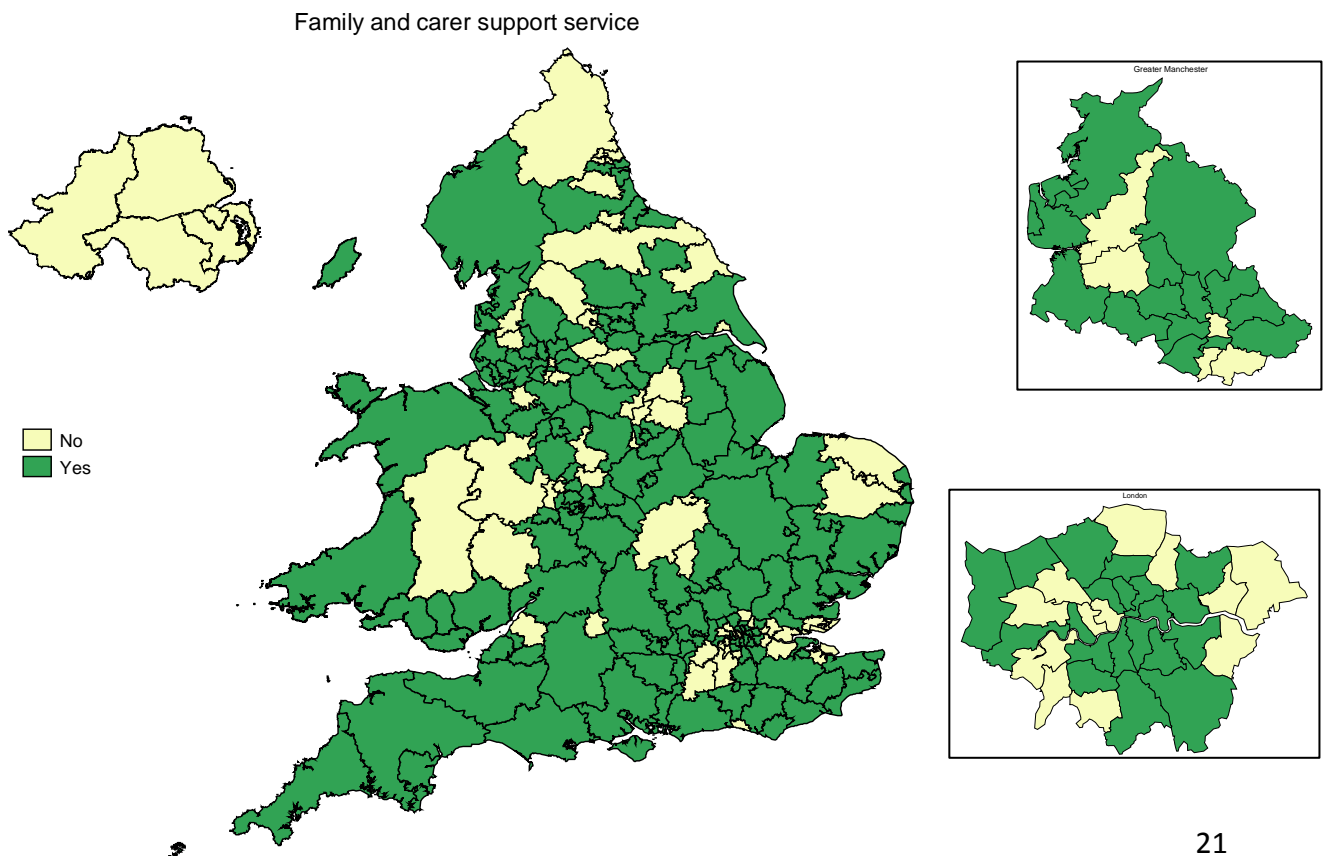 Family and carer support service
Greater Manchester
No
Yes
London
21